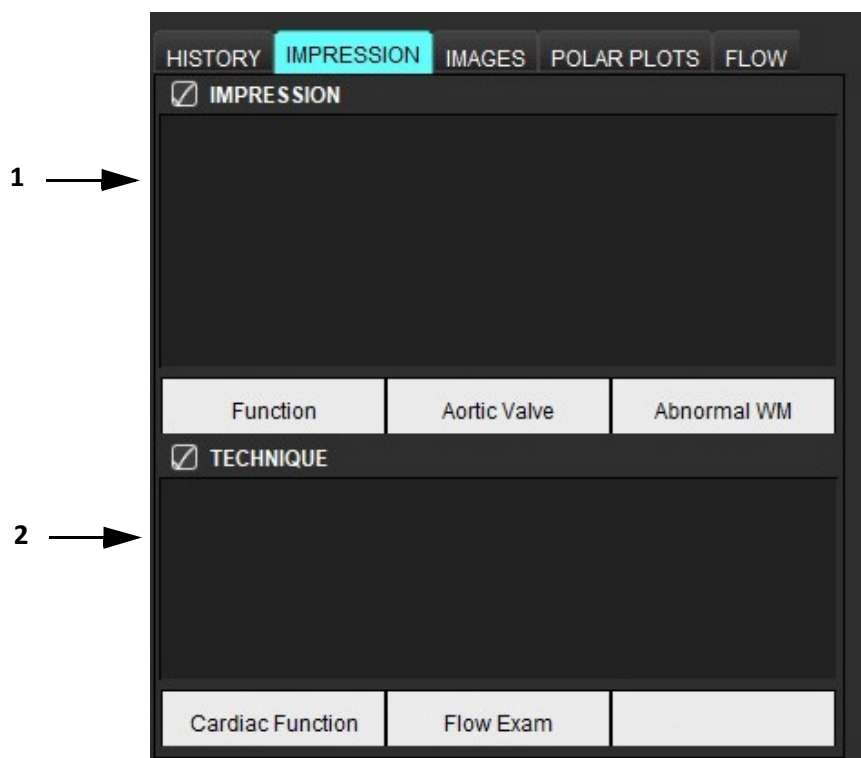 HISTORY IMPRESSION IMAGES POLAR PLOTS FLOW
IMPRESSION
1
Function Aortic Valve Abnormal WM
TECHNIQUE
2
Cardiac Function Flow Exam